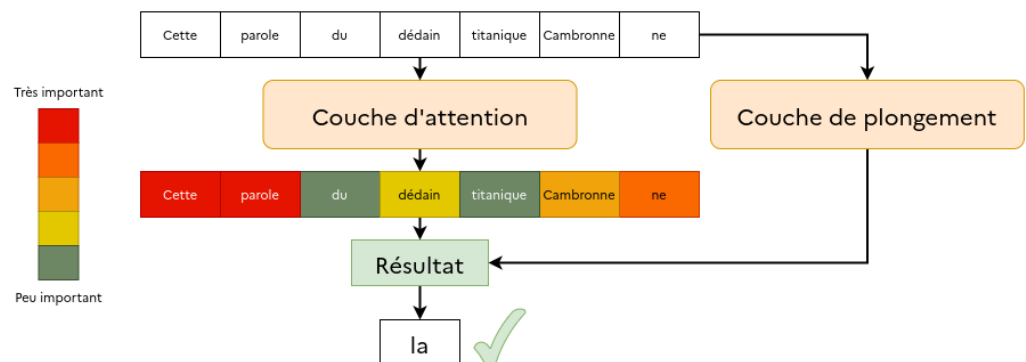 Cette parole du dédain titanique Cambronne ne
Très important
Couche d'attention
Couche de plongement
Cette parole du dédain titanique Cambronne ne
Résultat
Peu important
la